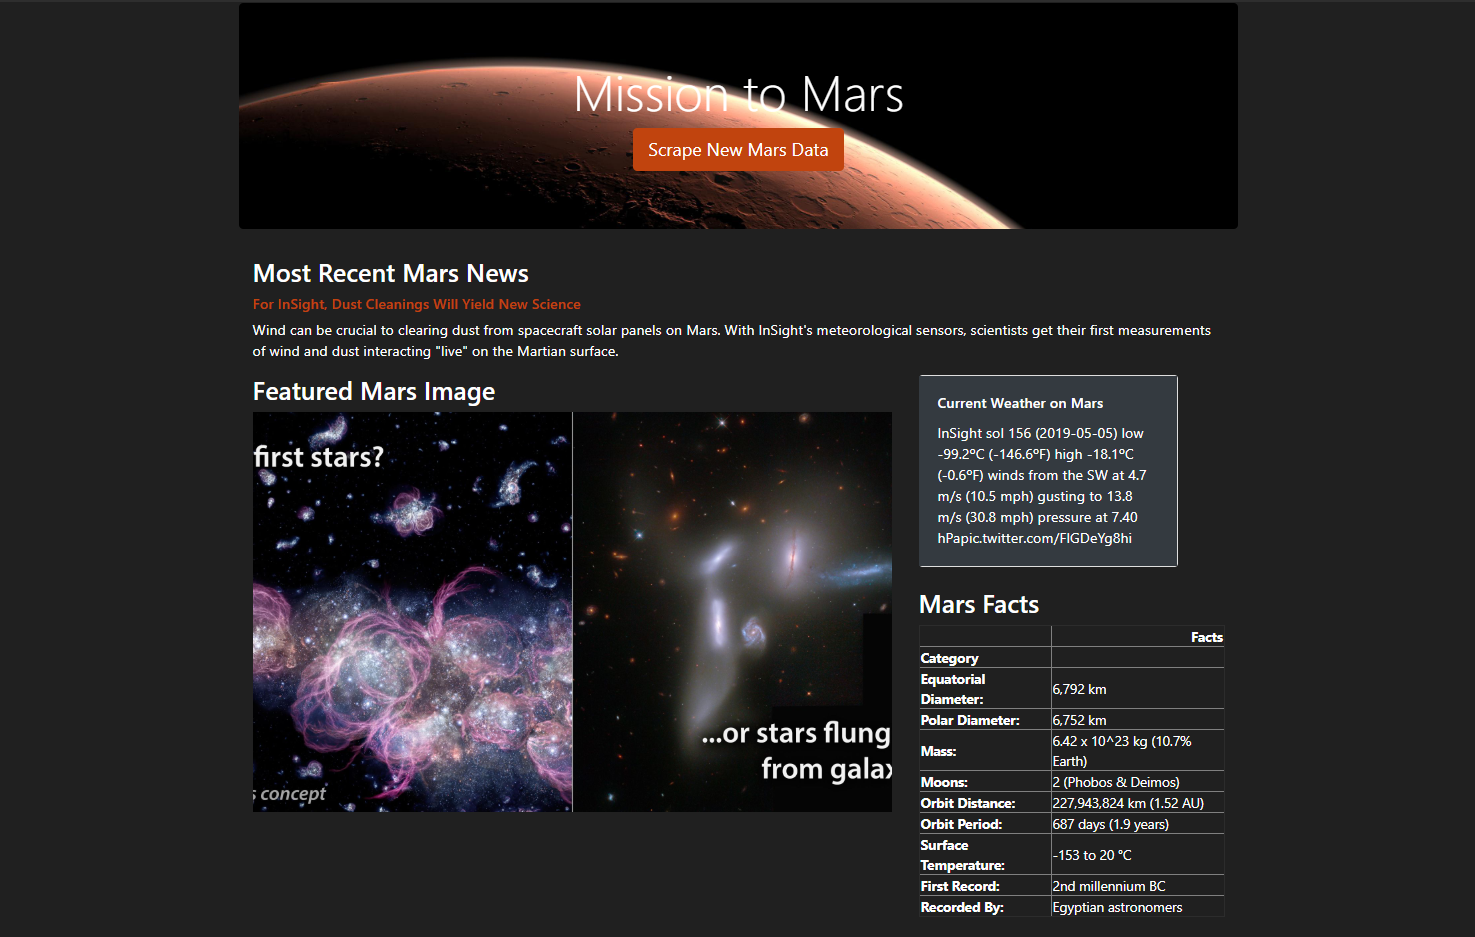 Mission to Mars
Scrape New Mars Data
Most Recent Mars News
For InSight, Dust Cleanings Will Yield New Science
Wind can be crucial to clearing dust from spacecraft solar panels on Mars. With InSight's meteorological sensors, scientists get their first measurements
of wind and dust interacting "live" on the Martian surface.
Featured Mars Image
first stars?
...or stars flung
from galax
s concept
Current Weather on Mars
InSight sol 156 (2019-05-05) low
-99.2ºC (-146.6ºF) high -18.1ºC
(-0.6ºF) winds from the SW at 4.7
m/s (10.5 mph) gusting to 13.8
m/s (30.8 mph) pressure at 7.40
hPapic.twitter.com/FlGDeYg8hi
Mars Facts
Facts
Category
Equatorial
Diameter:
6,792 km
Polar Diameter: 6,752 km
Mass:
6.42 x 10^23 kg (10.7%
Earth)
Moons: 2 (Phobos & Deimos)
Orbit Distance: 227,943,824 km (1.52 AU)
Orbit Period: 687 days (1.9 years)
Surface
Temperature:
-153 to 20 °C
First Record: 2nd millennium BC
Recorded By: Egyptian astronomers